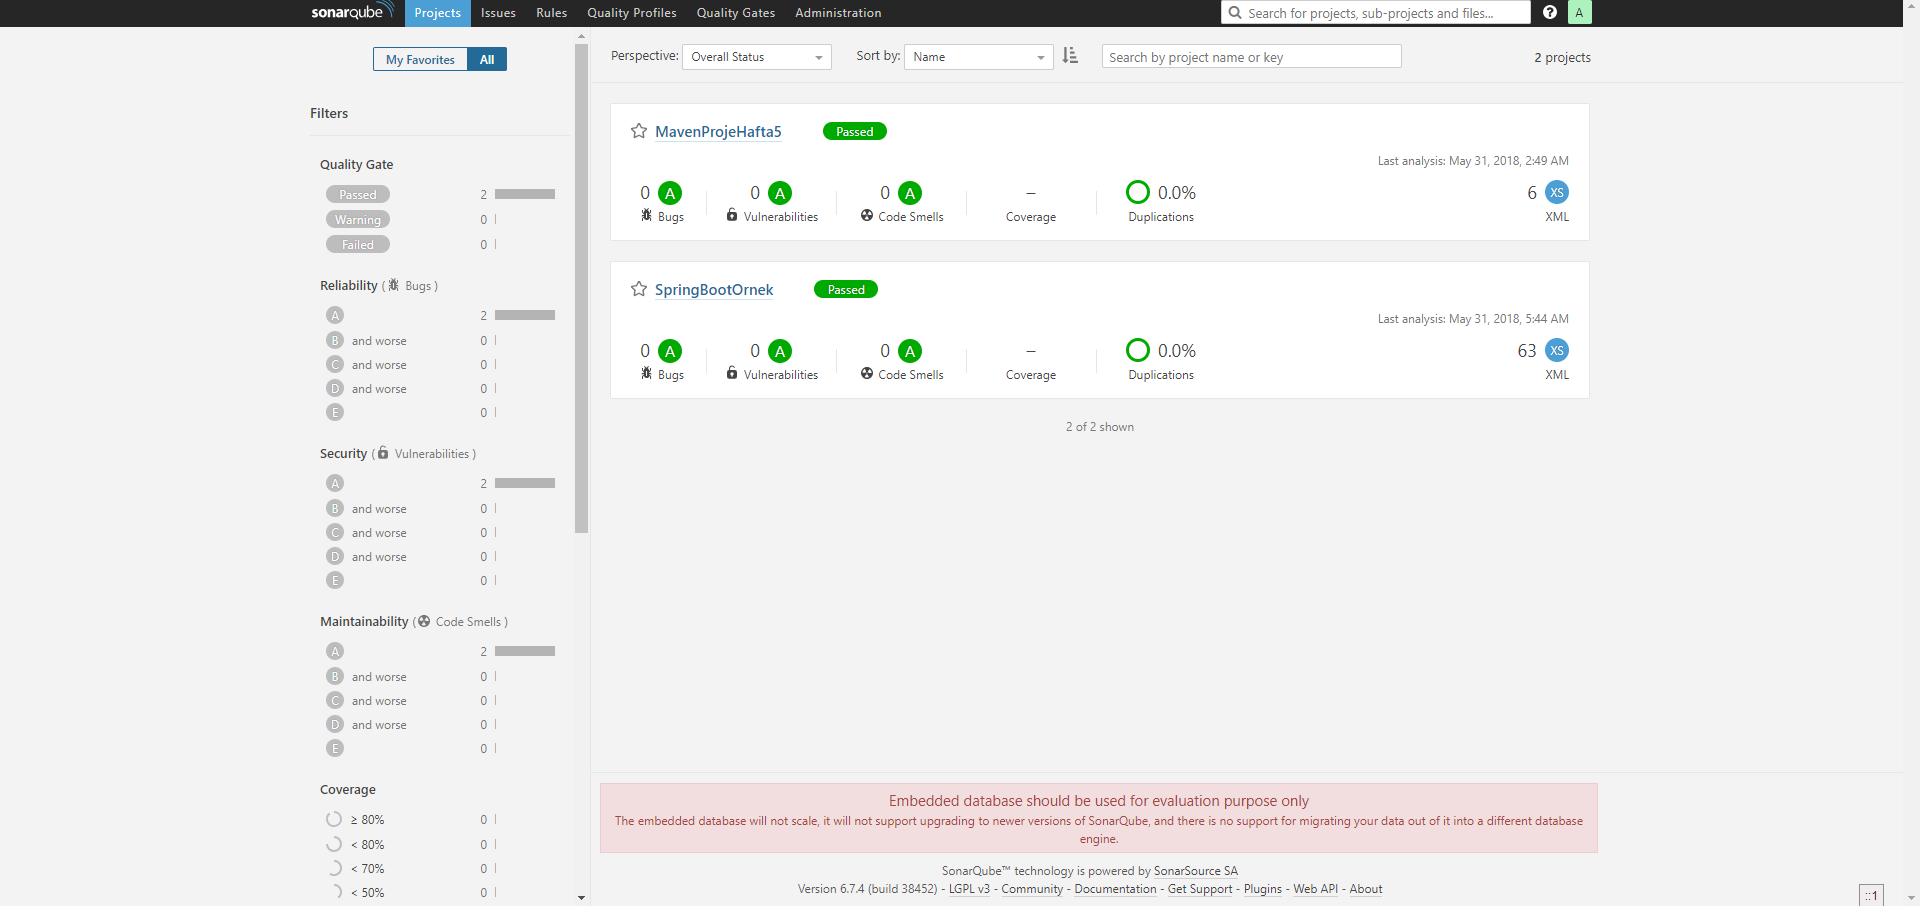 sonarqube Projects Issues Rules Quality Profiles Quality Gates Administration Search for projects, sub-projects and files... ? A
My Favorites All
Perspective: Overall Status Sort by: Name Search by project name or key 2 projects
Filters
Quality Gate
Passed 2
Warning 0
Failed 0
Reliability ( Bugs )
A 2
B and worse 0
C and worse 0
D and worse 0
E 0
Security ( Vulnerabilities )
A 2
B and worse 0
C and worse 0
D and worse 0
E 0
Maintainability ( Code Smells )
A 2
B and worse 0
C and worse 0
D and worse 0
E 0
Coverage
≥ 80% 0
< 80% 0
< 70% 0
< 50% 0
MavenProjeHafta5 Passed
Last analysis: May 31, 2018, 2:49 AM
0 A 0 A 0 A – 0.0% 6 XS
Bugs Vulnerabilities Code Smells Coverage Duplications XML
SpringBootOrnek Passed
Last analysis: May 31, 2018, 5:44 AM
0 A 0 A 0 A – 0.0% 63 XS
Bugs Vulnerabilities Code Smells Coverage Duplications XML
2 of 2 shown
Embedded database should be used for evaluation purpose only
The embedded database will not scale, it will not support upgrading to newer versions of SonarQube, and there is no support for migrating your data out of it into a different database
engine.
SonarQube™ technology is powered by SonarSource SA
Version 6.7.4 (build 38452) - LGPL v3 - Community - Documentation - Get Support - Plugins - Web API - About
::1